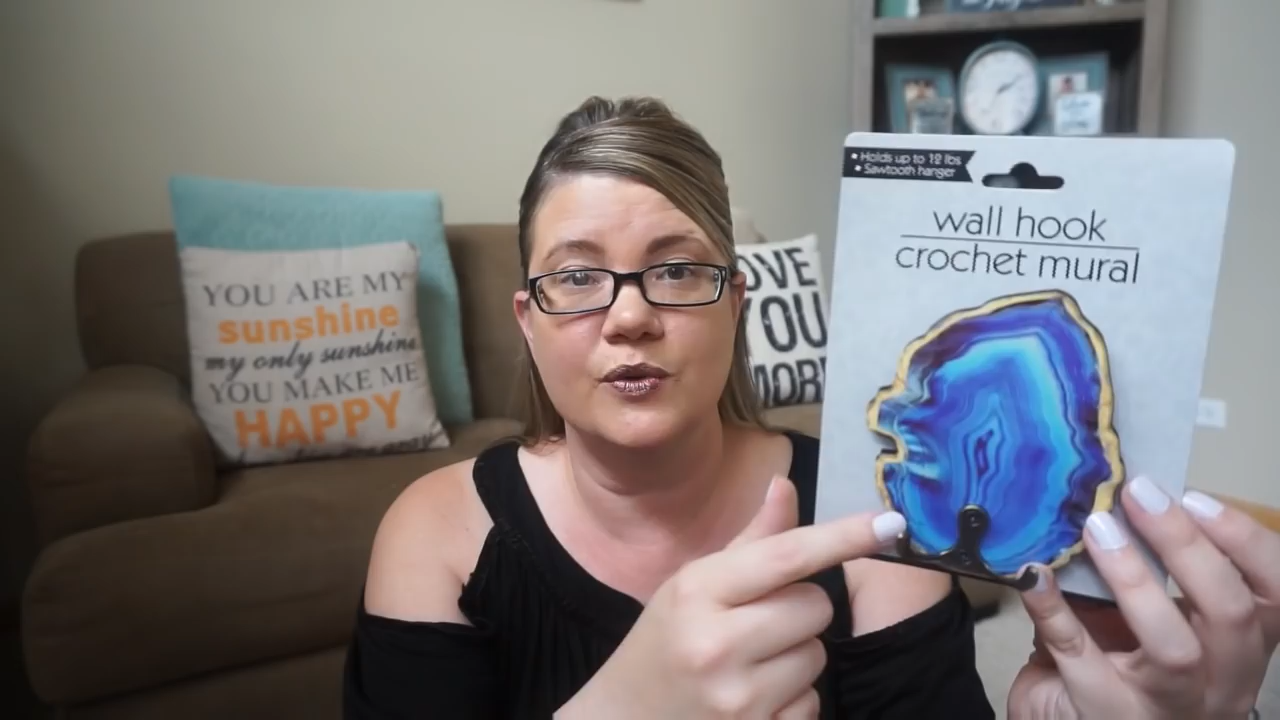 YOU ARE MY
sunshine
my only sunshine
YOU MAKE ME
HAPPY
OVE
YOU
MOR
• Holds up to 12 lbs
• Sawtooth hanger
wall hook
crochet mural